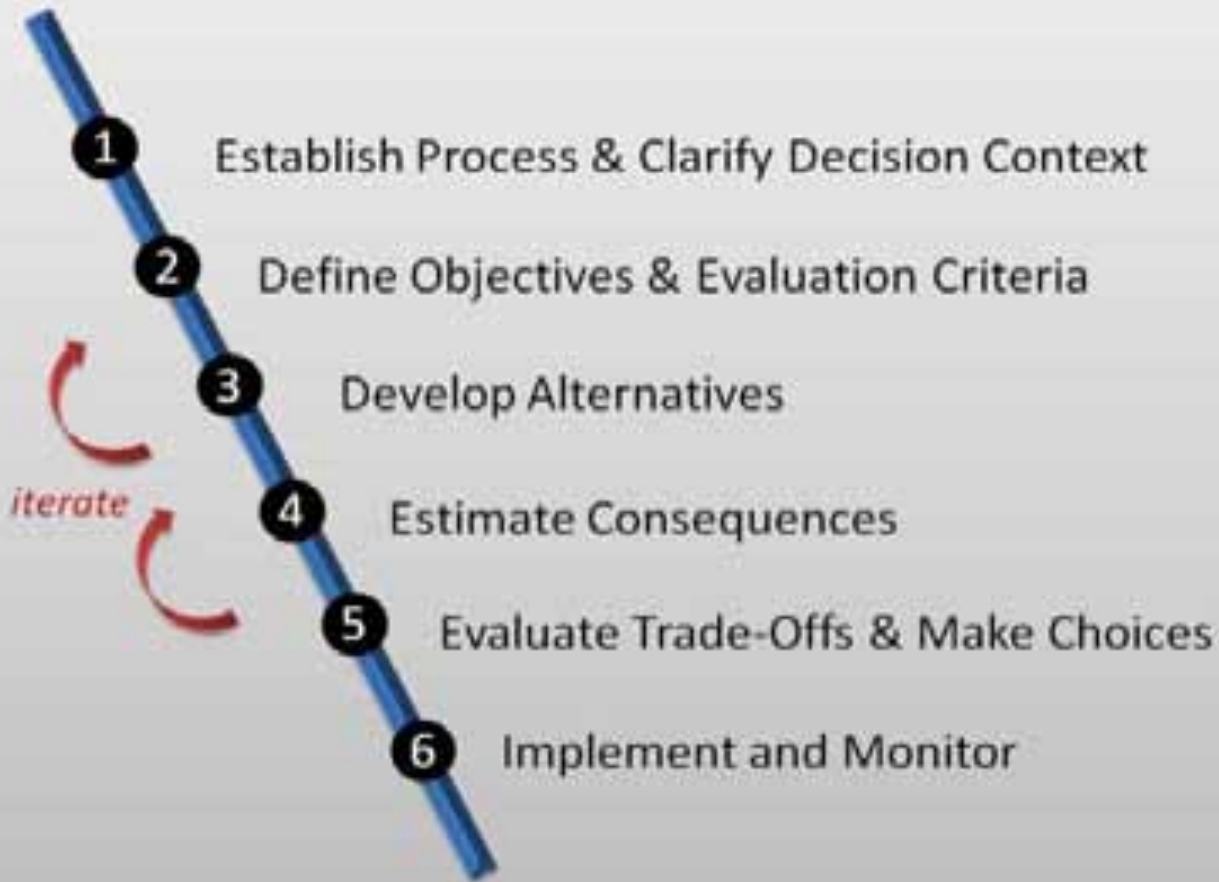 1 Establish Process & Clarify Decision Context
2 Define Objectives & Evaluation Criteria
3 Develop Alternatives
iterate
4 Estimate Consequences
5 Evaluate Trade-Offs & Make Choices
6 Implement and Monitor